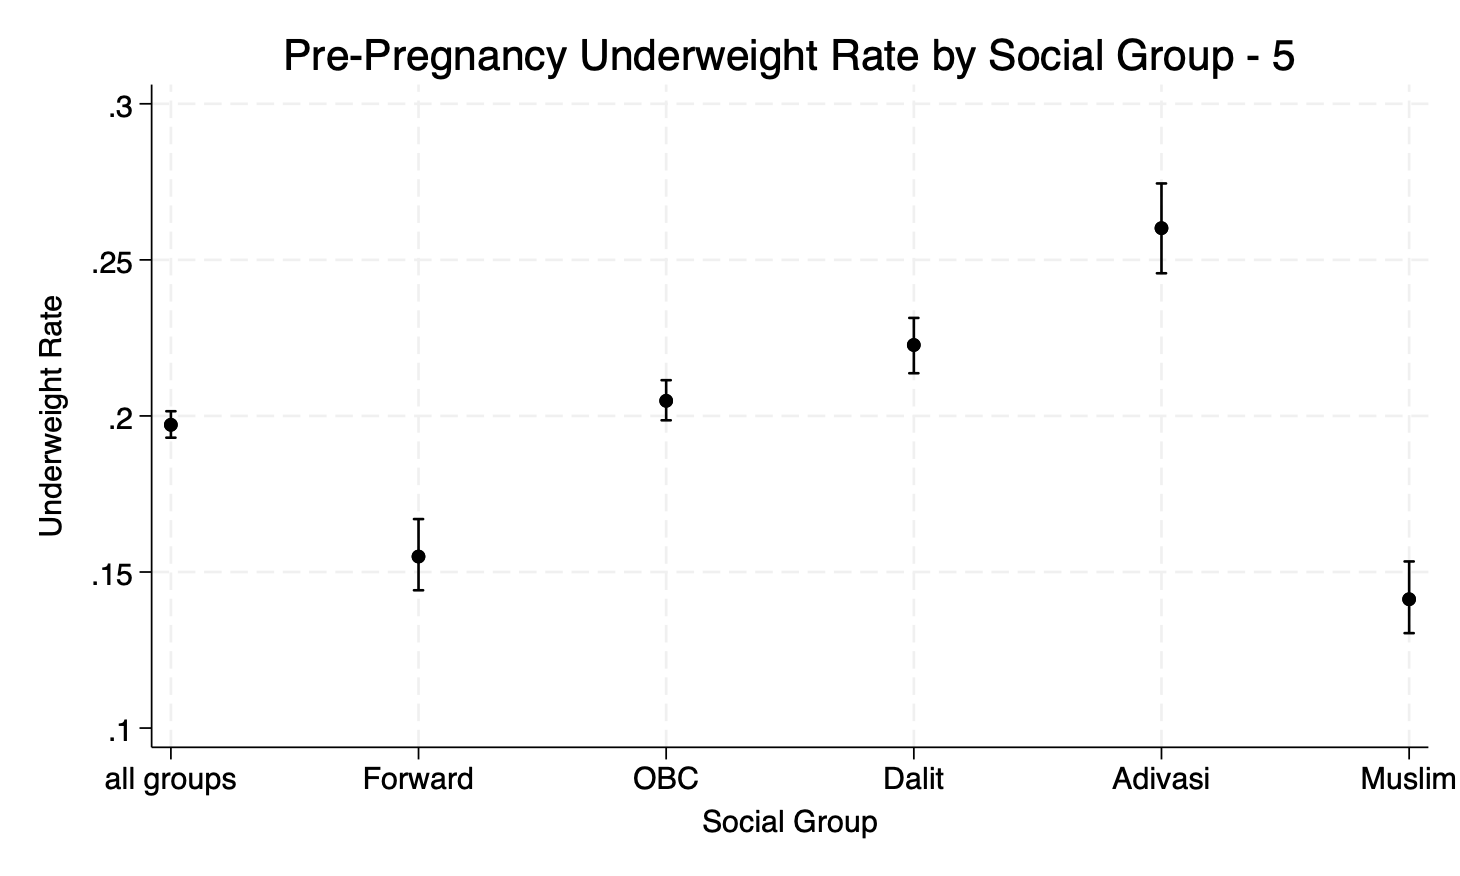 Pre-Pregnancy Underweight Rate by Social Group - 5
.3
.25
.2
.15
.1
Underweight Rate
all groups Forward OBC Dalit Adivasi Muslim
Social Group